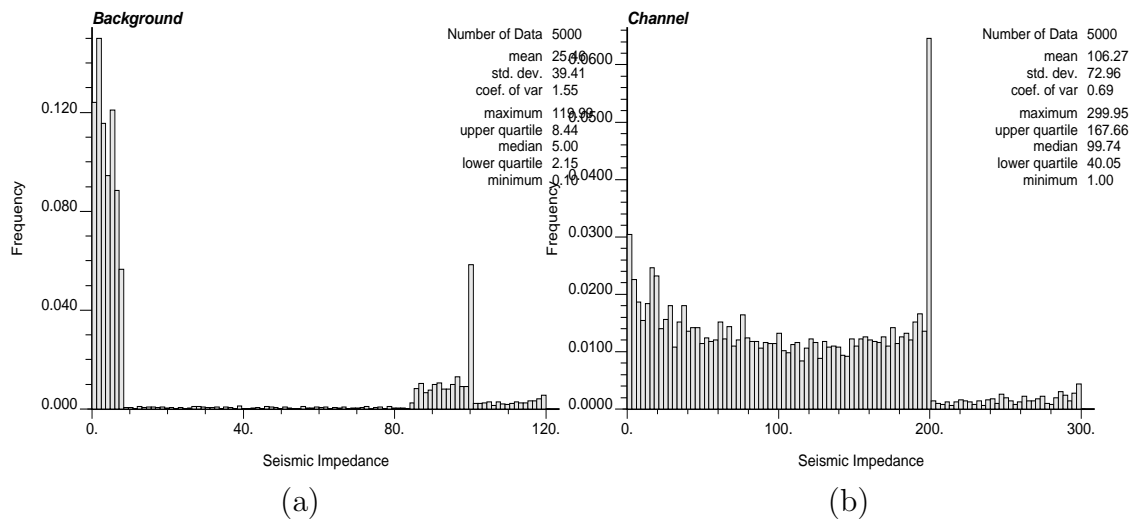 Background
Number of Data 5000
mean 25.46
std. dev. 39.41
coef. of var 1.55
maximum 119.99
upper quartile 8.44
median 5.00
lower quartile 2.15
minimum 0.10
Frequency
0.120
0.080
0.040
0.000
0. 40. 80. 120.
Seismic Impedance
(a)
Channel
Number of Data 5000
mean 106.27
std. dev. 72.96
coef. of var 0.69
maximum 299.95
upper quartile 167.66
median 99.74
lower quartile 40.05
minimum 1.00
Frequency
0.0600
0.0500
0.0400
0.0300
0.0200
0.0100
0.0000
0. 100. 200. 300.
Seismic Impedance
(b)